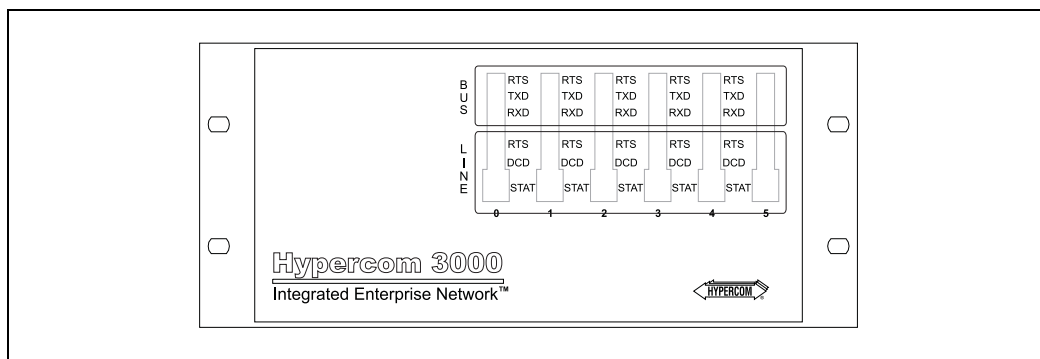 BUS
RTS RTS RTS RTS RTS
TXD TXD TXD TXD TXD
RXD RXD RXD RXD RXD
LINE
RTS RTS RTS RTS RTS
DCD DCD DCD DCD DCD
STAT STAT STAT STAT STAT
0 1 2 3 4 5
Hypercom 3000
Integrated Enterprise Network™
HYPERCOM®